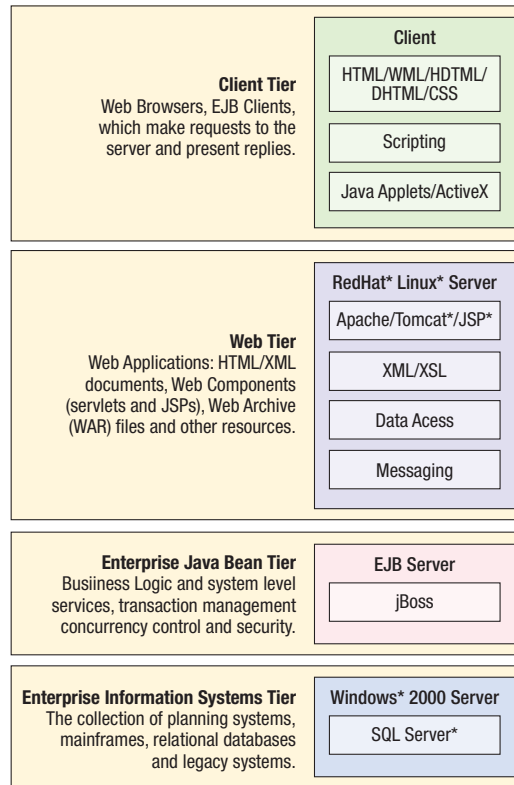 Client Tier
Web Browsers, EJB Clients,
which make requests to the
server and present replies.
Client
HTML/WML/HDTML/
DHTML/CSS
Scripting
Java Applets/ActiveX
Web Tier
Web Applications: HTML/XML
documents, Web Components
(servlets and JSPs), Web Archive
(WAR) files and other resources.
RedHat* Linux* Server
Apache/Tomcat*/JSP*
XML/XSL
Data Acess
Messaging
Enterprise Java Bean Tier
Busiiness Logic and system level
services, transaction management
concurrency control and security.
EJB Server
jBoss
Enterprise Information Systems Tier
The collection of planning systems,
mainframes, relational databases
and legacy systems.
Windows* 2000 Server
SQL Server*